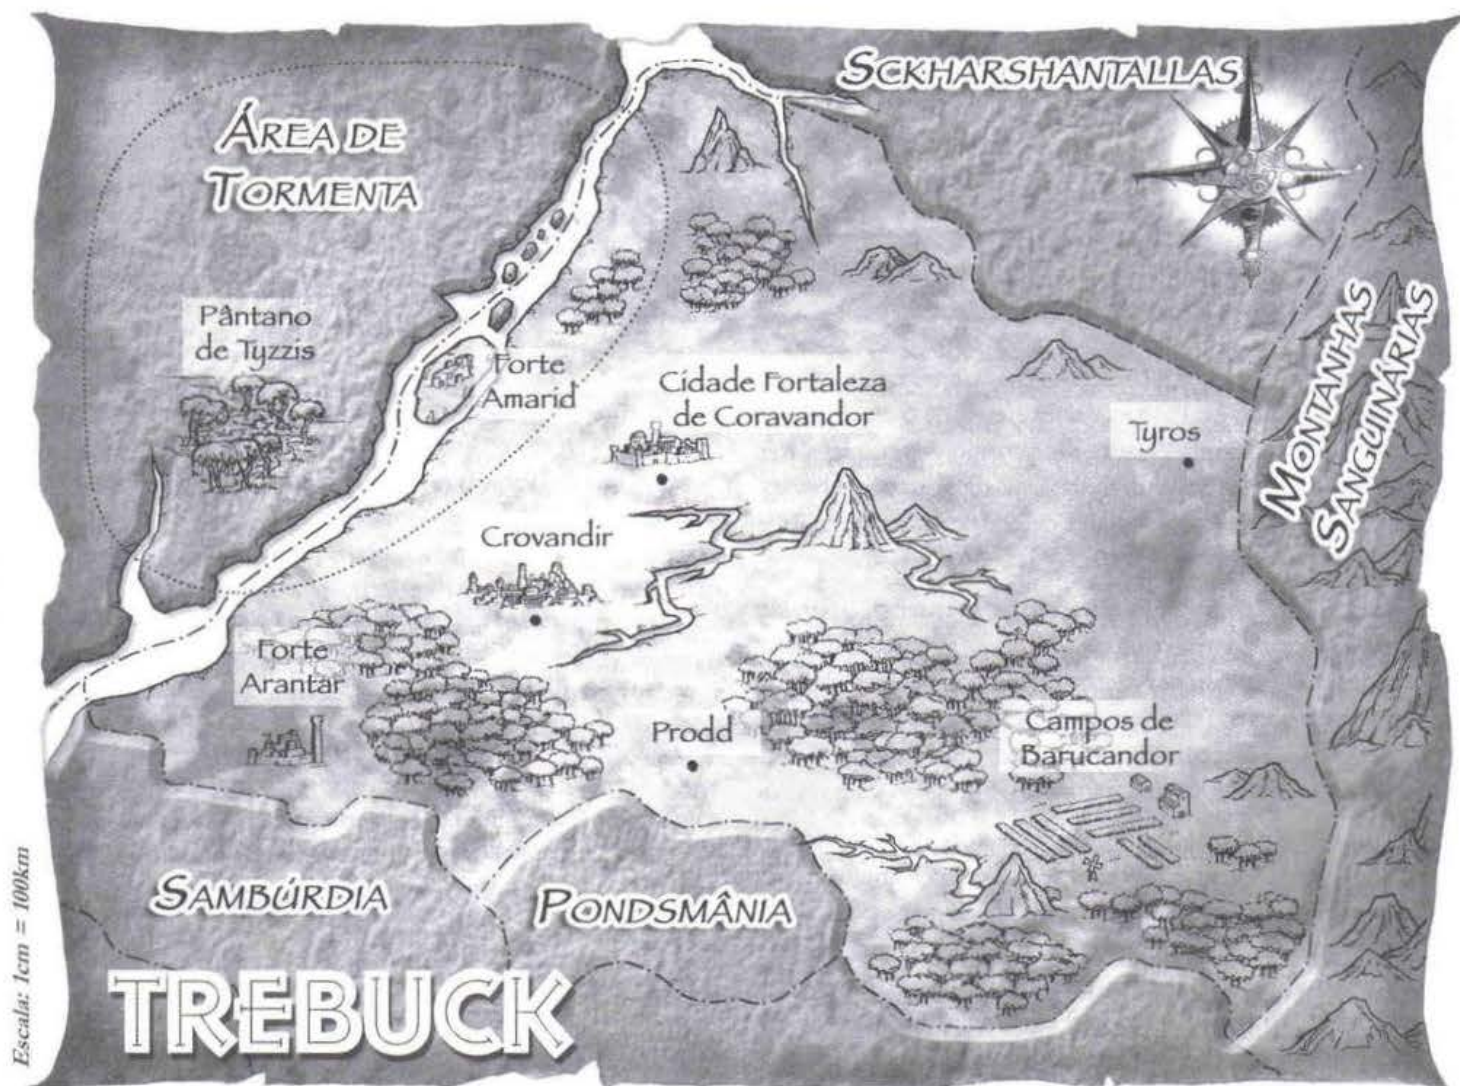 SCKHARSHANTALLAS
ÁREA DE
TORMENTA
Pântano
de Tyzzis
Forte
Amarid
Cidade Fortaleza
de Coravandor
Tyros
MONTANHAS
SANGUINÁRIAS
Crovandir
Forte
Arantar
Prodd
Campos de
Barucandor
SAMBÚRDIA
PONDSMÂNIA
TREBUCK
Escala: 1cm = 100km